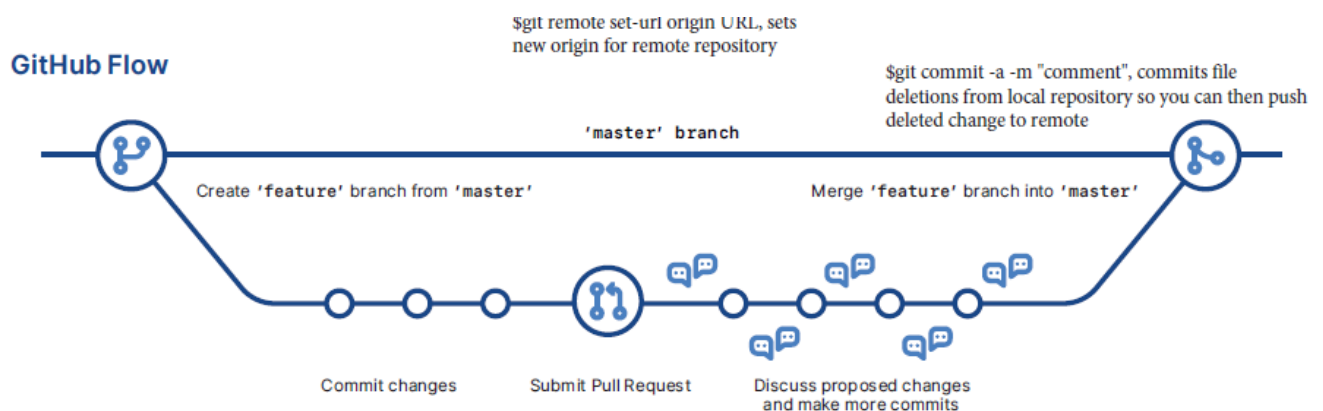 $git remote set-url origin URL, sets
new origin for remote repository
GitHub Flow
$git commit -a -m "comment", commits file
deletions from local repository so you can then push
deleted change to remote
‘master’ branch
Create ‘feature’ branch from ‘master’
Merge ‘feature’ branch into ‘master’
Commit changes
Submit Pull Request
Discuss proposed changes
and make more commits